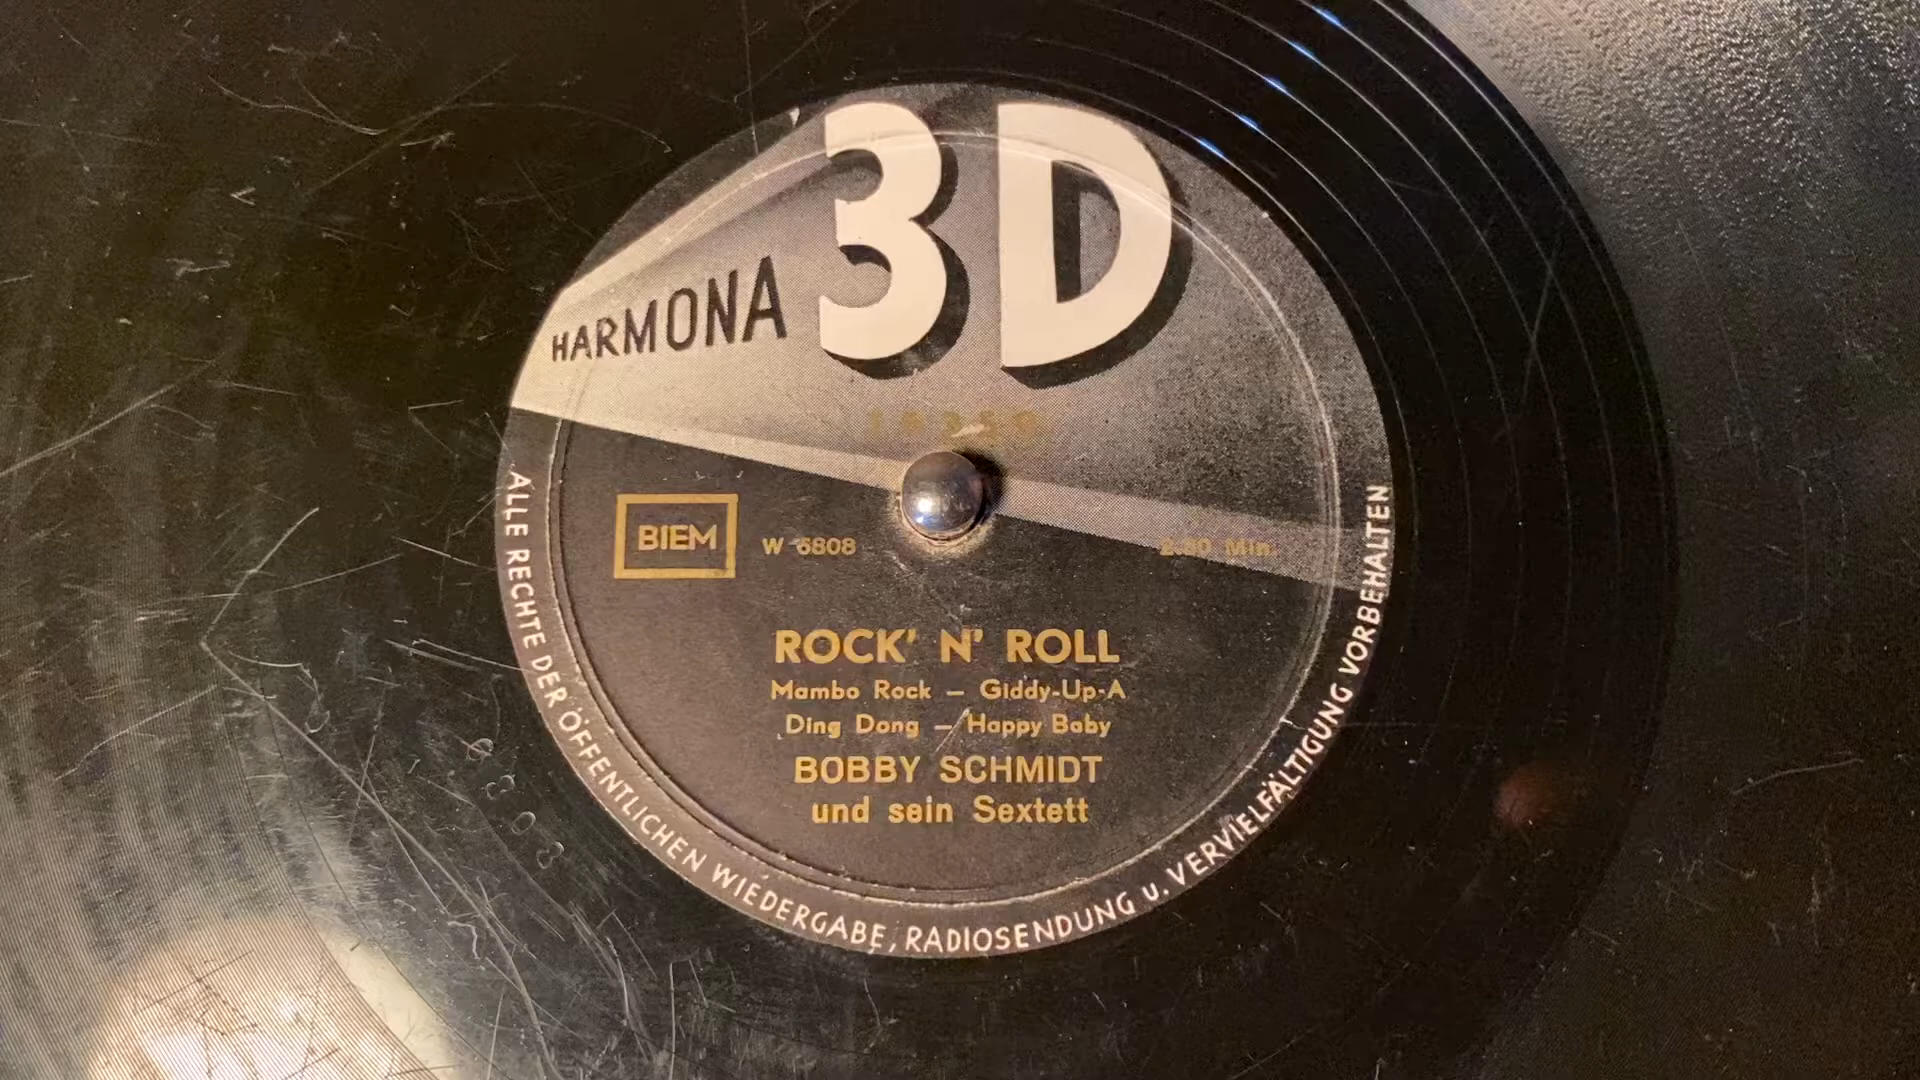 HARMONA 3D
BIEM
W 6808
Min.
ROCK' N' ROLL
Mambo Rock – Giddy-Up-A
Ding Dong – Happy Baby
BOBBY SCHMIDT
und sein Sextett
ALLE RECHTE DER ÖFFENTLICHEN WIEDERGABE, RADIOSENDUNG u. VERVIELFÄLTIGUNG VORBEHALTEN